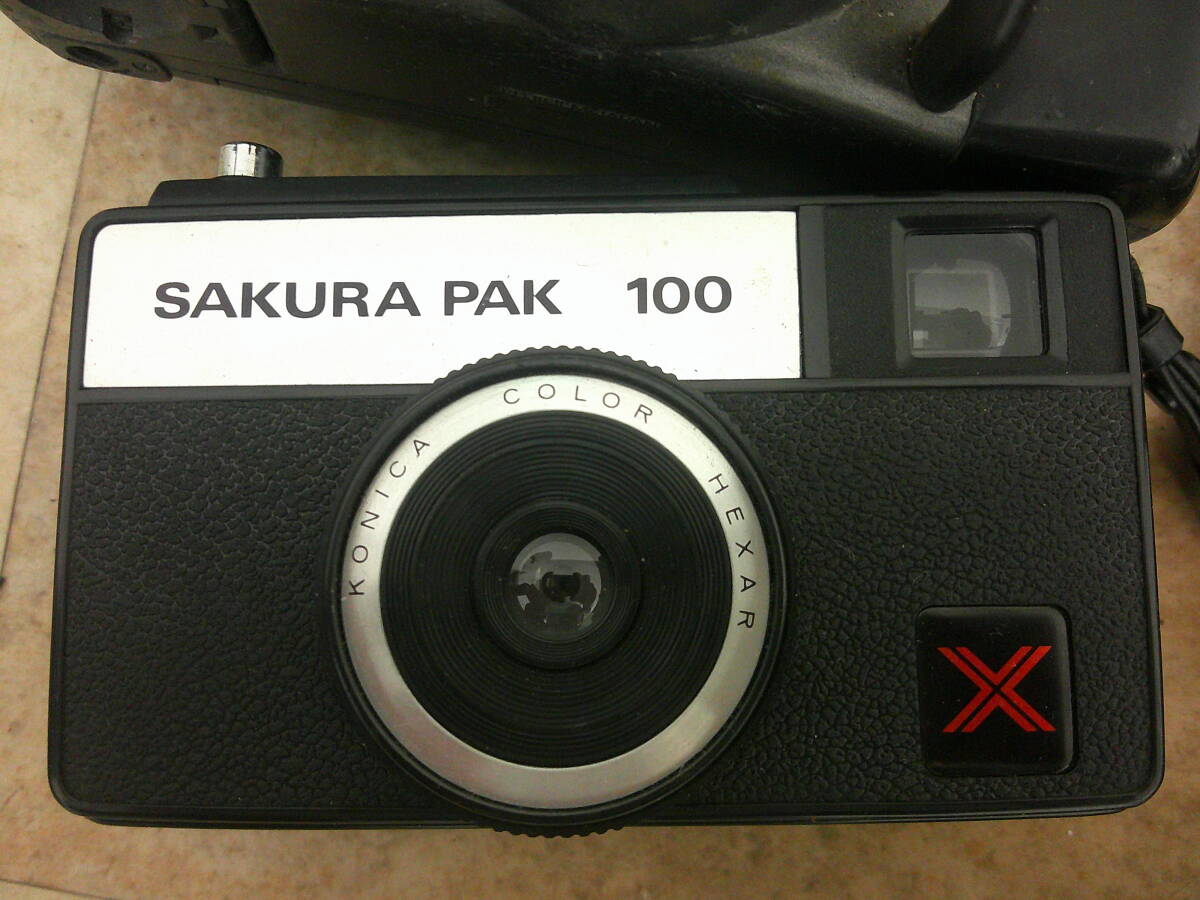 SAKURA PAK 100
KONICA COLOR HEXAR
X